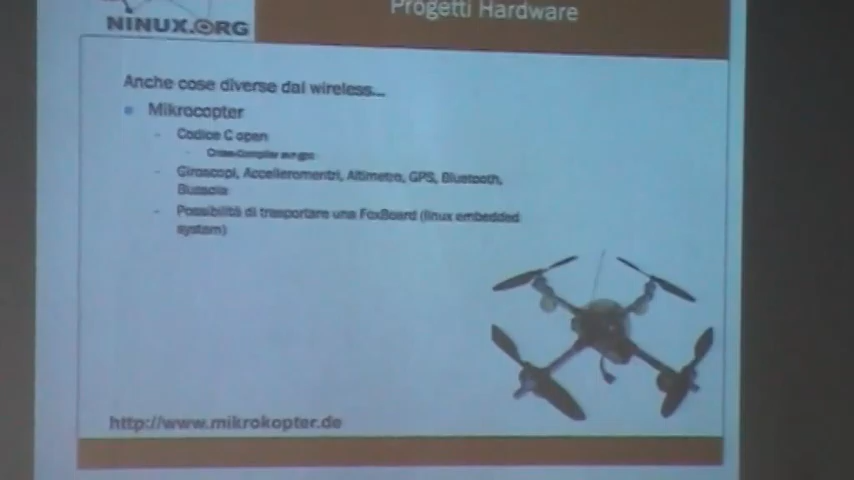 NINUX.ORG
Progetti Hardware
Anche cose diverse dal wireless...
Mikrocopter
- Codice C open
- Cross-Compiler avr-gcc
- Giroscopi, Accelleromentri, Altimetro, GPS, Bluetooth,
Bussola
- Possibilità di trasportare una FoxBoard (linux embedded
system)
http://www.mikrokopter.de